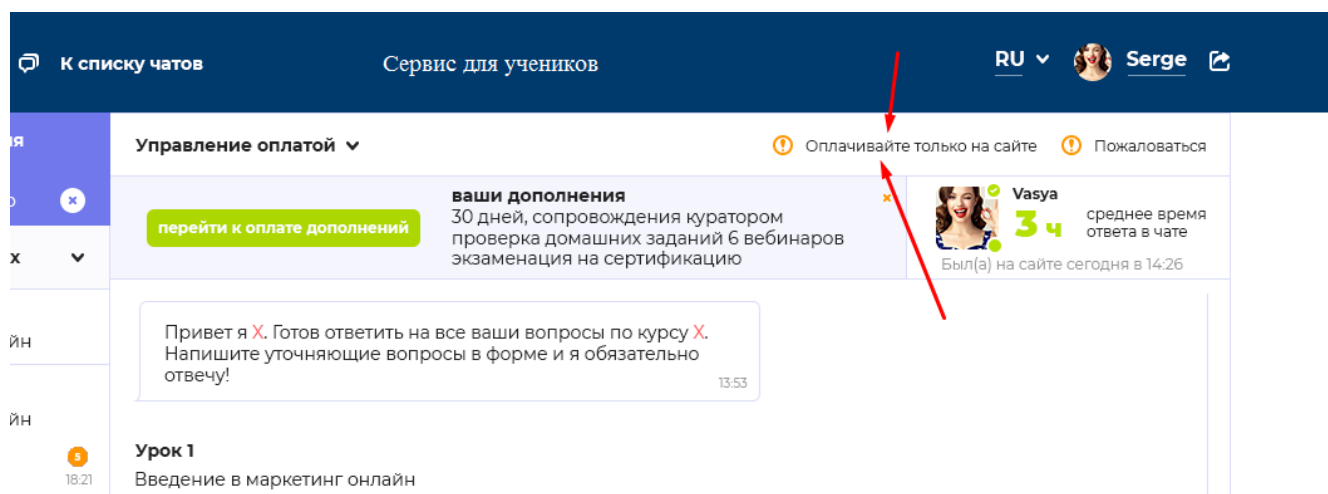 К списку чатов
Сервис для учеников
RU
Serge
ия
Управление оплатой
Оплачивайте только на сайте
Пожаловаться
о
перейти к оплате дополнений
ваши дополнения
30 дней, сопровождения куратором
проверка домашних заданий 6 вебинаров
экзаменация на сертификацию
Vasya
3 ч
среднее время
ответа в чате
Был(а) на сайте сегодня в 14:26
х
Привет я X. Готов ответить на все ваши вопросы по курсу X.
Напишите уточняющие вопросы в форме и я обязательно
отвечу!
13:53
йн
йн
5
18:21
Урок 1
Введение в маркетинг онлайн